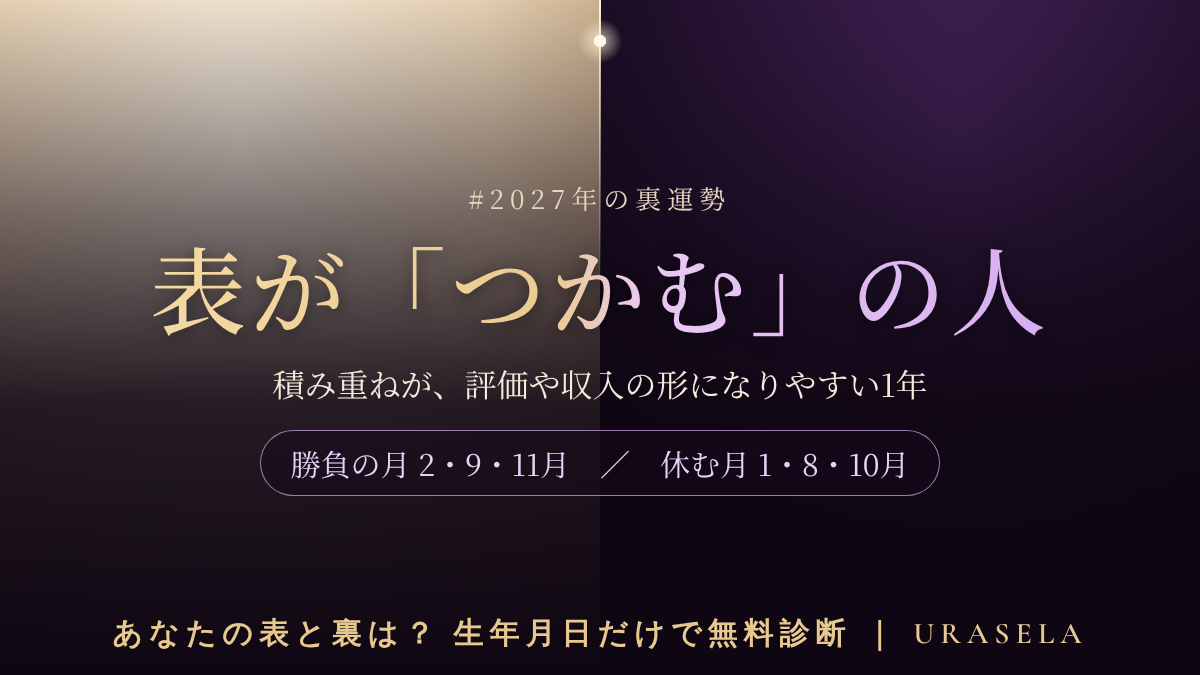 #2027年の裏運勢
表が「つかむ」の人
積み重ねが、評価や収入の形になりやすい1年
勝負の月 2・9・11月 ／ 休む月 1・8・10月
あなたの表と裏は？ 生年月日だけで無料診断 | URASELA